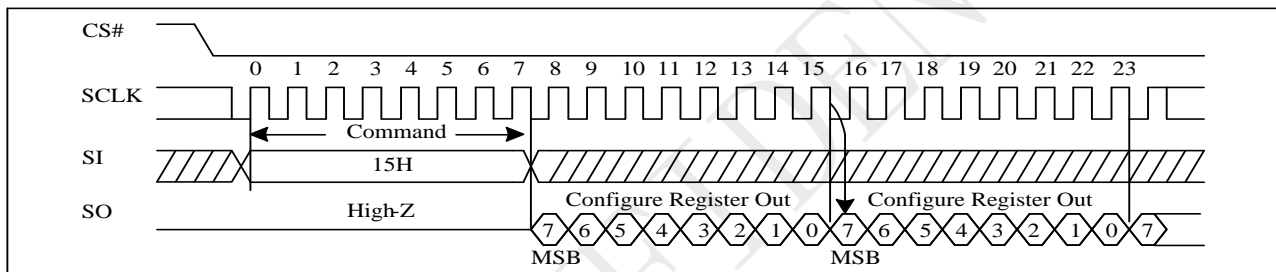 CS#
0 1 2 3 4 5 6 7 8 9 10 11 12 13 14 15 16 17 18 19 20 21 22 23
SCLK
Command
SI
15H
SO
High-Z
Configure Register Out
Configure Register Out
7 6 5 4 3 2 1 0 7 6 5 4 3 2 1 0 7
MSB
MSB